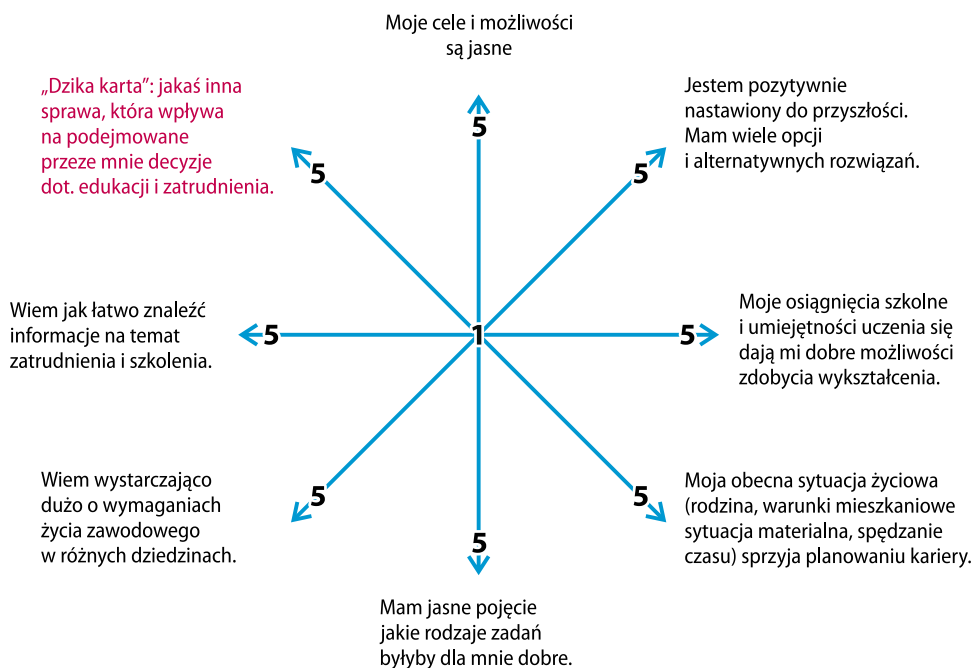 Moje cele i możliwości
są jasne
„Dzika karta”: jakaś inna
sprawa, która wpływa
na podejmowane
przeze mnie decyzje
dot. edukacji i zatrudnienia.
Jestem pozytywnie
nastawiony do przyszłości.
Mam wiele opcji
i alternatywnych rozwiązań.
5
5
5
Wiem jak łatwo znaleźć
informacje na temat
zatrudnienia i szkolenia.
5
1
5
Moje osiągnięcia szkolne
i umiejętności uczenia się
dają mi dobre możliwości
zdobycia wykształcenia.
Wiem wystarczająco
dużo o wymaganiach
życia zawodowego
w różnych dziedzinach.
5
5
5
Moja obecna sytuacja życiowa
(rodzina, warunki mieszkaniowe
sytuacja materialna, spędzanie
czasu) sprzyja planowaniu kariery.
Mam jasne pojęcie
jakie rodzaje zadań
byłyby dla mnie dobre.